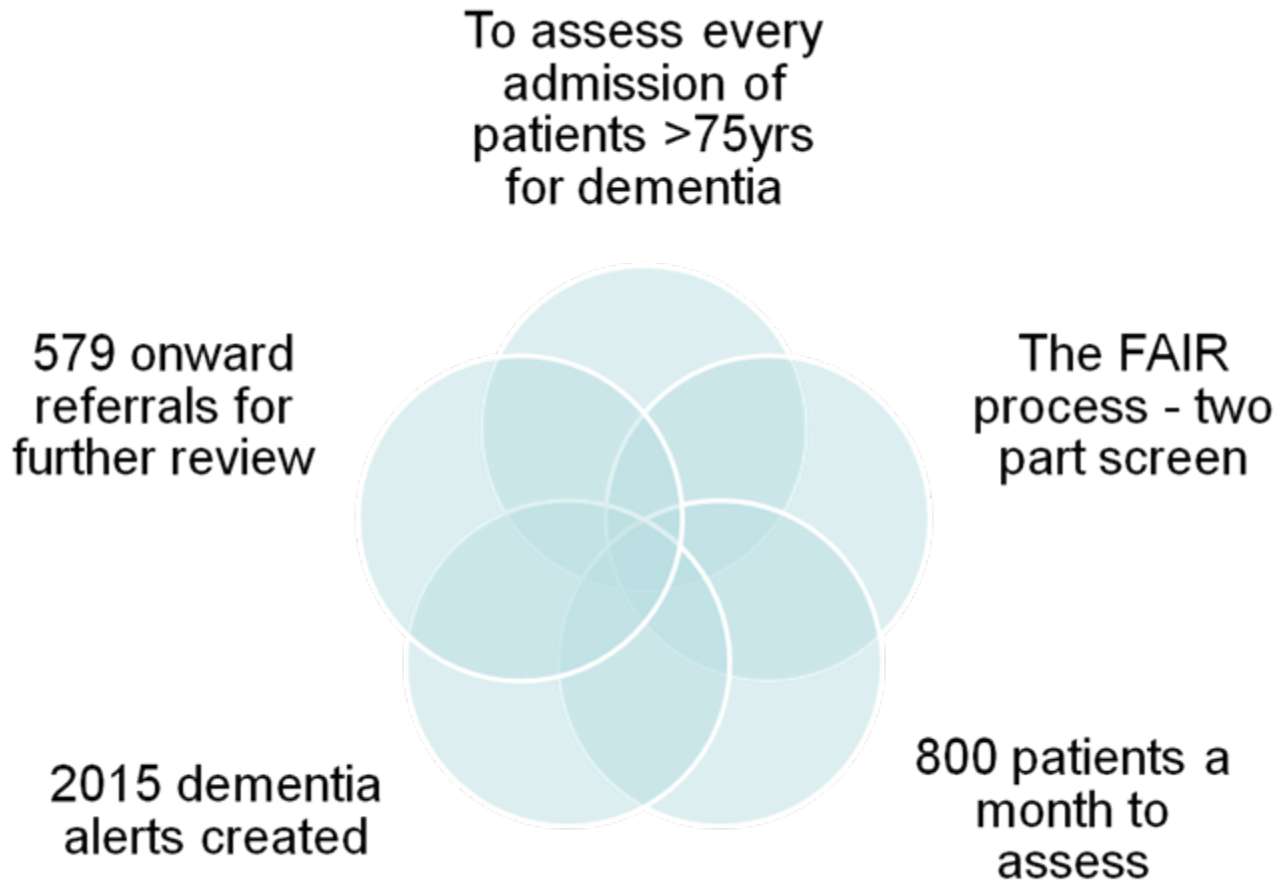 To assess every
admission of
patients >75yrs
for dementia
The FAIR
process - two
part screen
800 patients a
month to
assess
2015 dementia
alerts created
579 onward
referrals for
further review